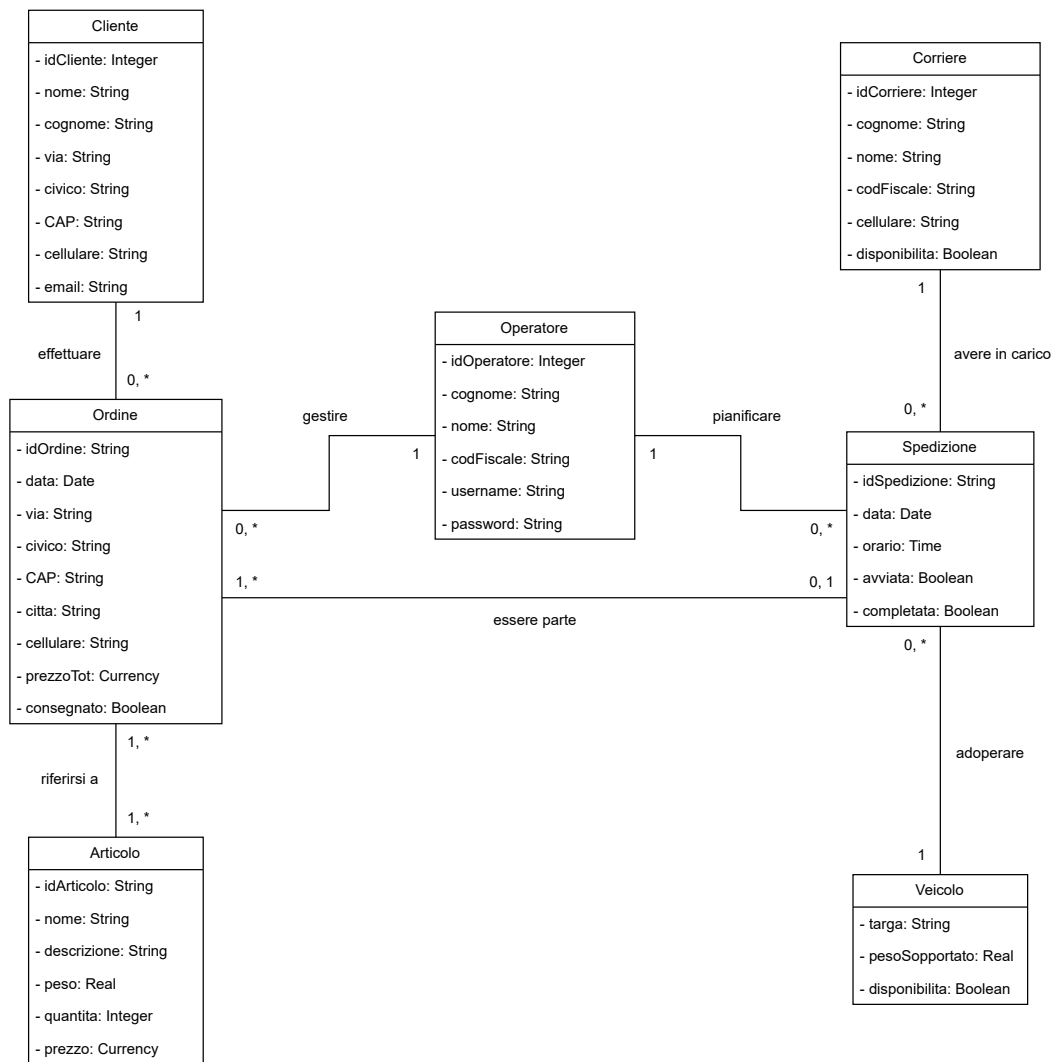 Cliente
- idCliente: Integer
- nome: String
- cognome: String
- via: String
- civico: String
- CAP: String
- cellulare: String
- email: String
1
effettuare
0, *
Ordine
- idOrdine: String
- data: Date
- via: String
- civico: String
- CAP: String
- citta: String
- cellulare: String
- prezzoTot: Currency
- consegnato: Boolean
1, *
riferirsi a
1, *
Articolo
- idArticolo: String
- nome: String
- descrizione: String
- peso: Real
- quantita: Integer
- prezzo: Currency
gestire
1
0, *
Operatore
- idOperatore: Integer
- cognome: String
- nome: String
- codFiscale: String
- username: String
- password: String
pianificare
1
0, *
1, *
0, 1
essere parte
Corriere
- idCorriere: Integer
- cognome: String
- nome: String
- codFiscale: String
- cellulare: String
- disponibilita: Boolean
1
avere in carico
0, *
Spedizione
- idSpedizione: String
- data: Date
- orario: Time
- avviata: Boolean
- completata: Boolean
0, *
adoperare
1
Veicolo
- targa: String
- pesoSopportato: Real
- disponibilita: Boolean